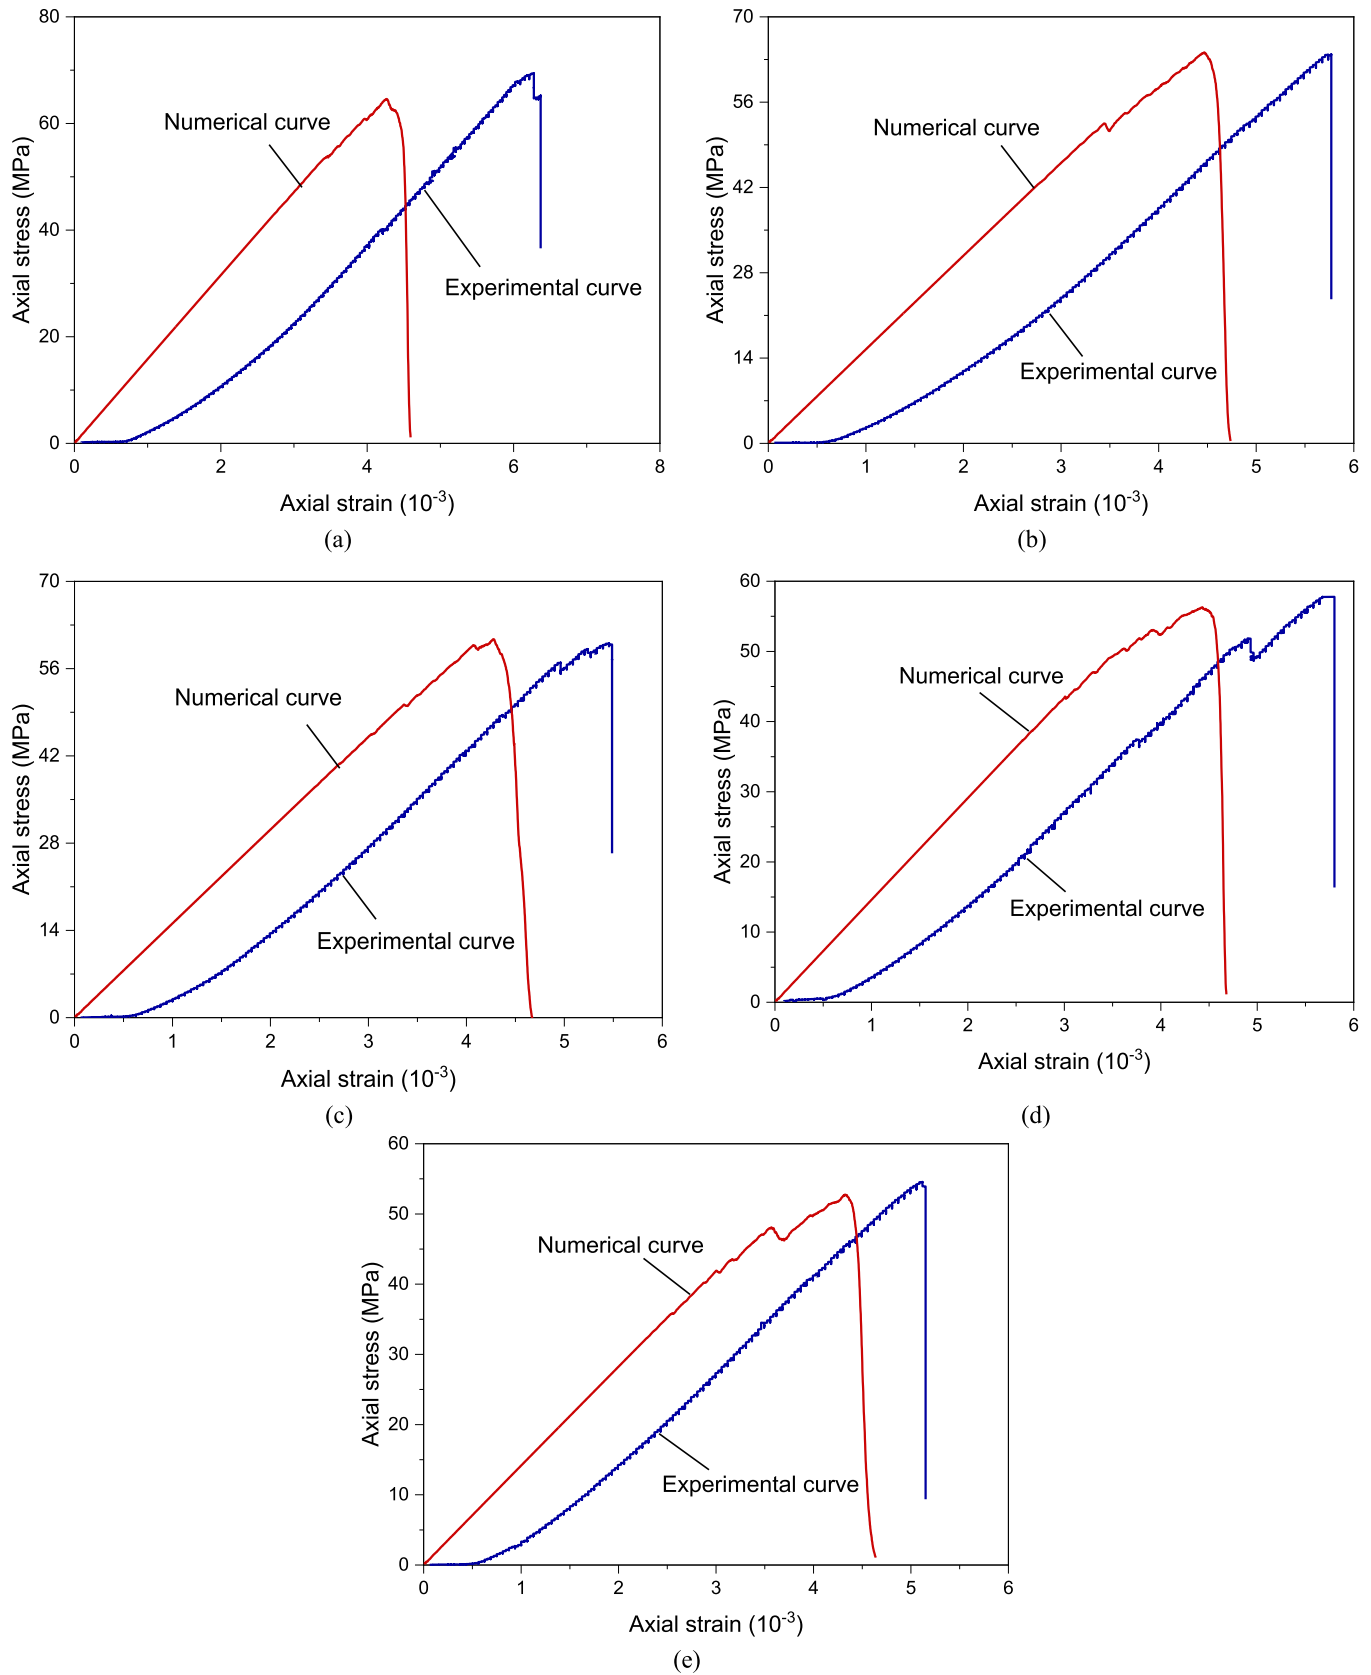 80
60
40
20
0
Axial stress (MPa)
Numerical curve
Experimental curve
0
2
4
6
8
Axial strain (10-3)
(a)
70
56
42
28
14
0
Axial stress (MPa)
Numerical curve
Experimental curve
0
1
2
3
4
5
6
Axial strain (10-3)
(b)
70
56
42
28
14
0
Axial stress (MPa)
Numerical curve
Experimental curve
0
1
2
3
4
5
6
Axial strain (10-3)
(c)
60
50
40
30
20
10
0
Axial stress (MPa)
Numerical curve
Experimental curve
0
1
2
3
4
5
6
Axial strain (10-3)
(d)
60
50
40
30
20
10
0
Axial stress (MPa)
Numerical curve
Experimental curve
0
1
2
3
4
5
6
Axial strain (10-3)
(e)